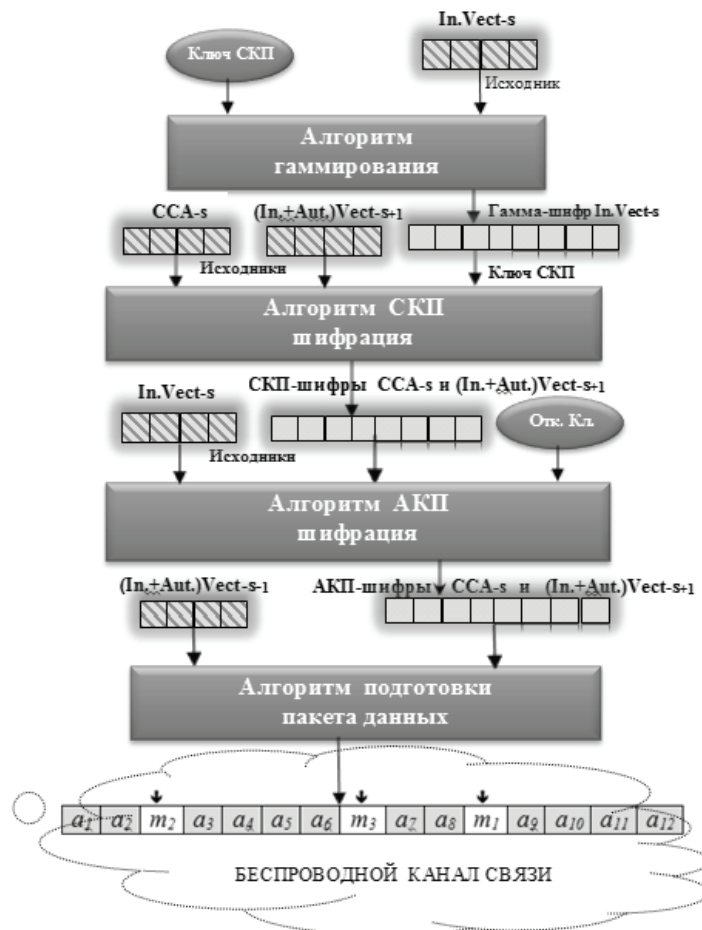 In.Vect-s
Ключ СКП
Исходник
Алгоритм
гаммирования
CCA-s
(In.+Aut.)Vect-s+1
Гамма-шифр In.Vect-s
Исходники
Ключ СКП
Алгоритм СКП
шифрация
СКП-шифры CCA-s и (In.+Aut.)Vect-s+1
In.Vect-s
Отк. Кл.
Исходники
Алгоритм АКП
шифрация
(In.+Aut.)Vect-s-1
АКП-шифры CCA-s и (In.+Aut.)Vect-s+1
Алгоритм подготовки
пакета данных
a1 a2 m2 a3 a4 a5 a6 m3 a7 a8 m1 a9 a10 a11 a12
БЕСПРОВОДНОЙ КАНАЛ СВЯЗИ